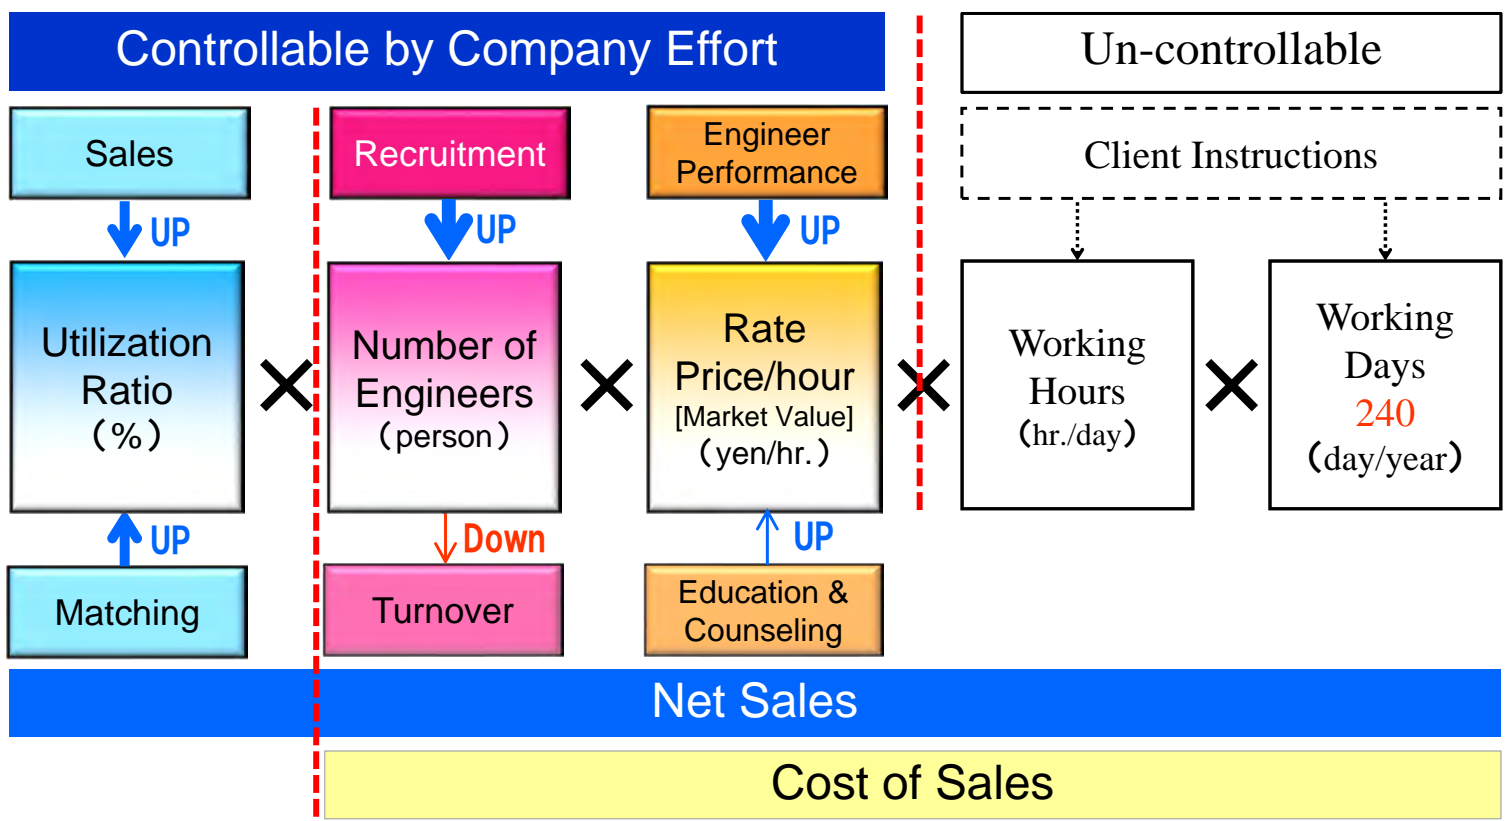 Controllable by Company Effort
Un-controllable
Sales
Recruitment
Engineer
Performance
Client Instructions
UP
UP
UP
Utilization
Ratio
（%）
×
Number of
Engineers
（person）
×
Rate
Price/hour
[Market Value]
（yen/hr.）
×
Working
Hours
（hr./day）
×
Working
Days
240
（day/year）
UP
Down
UP
Matching
Turnover
Education &
Counseling
Net Sales
Cost of Sales